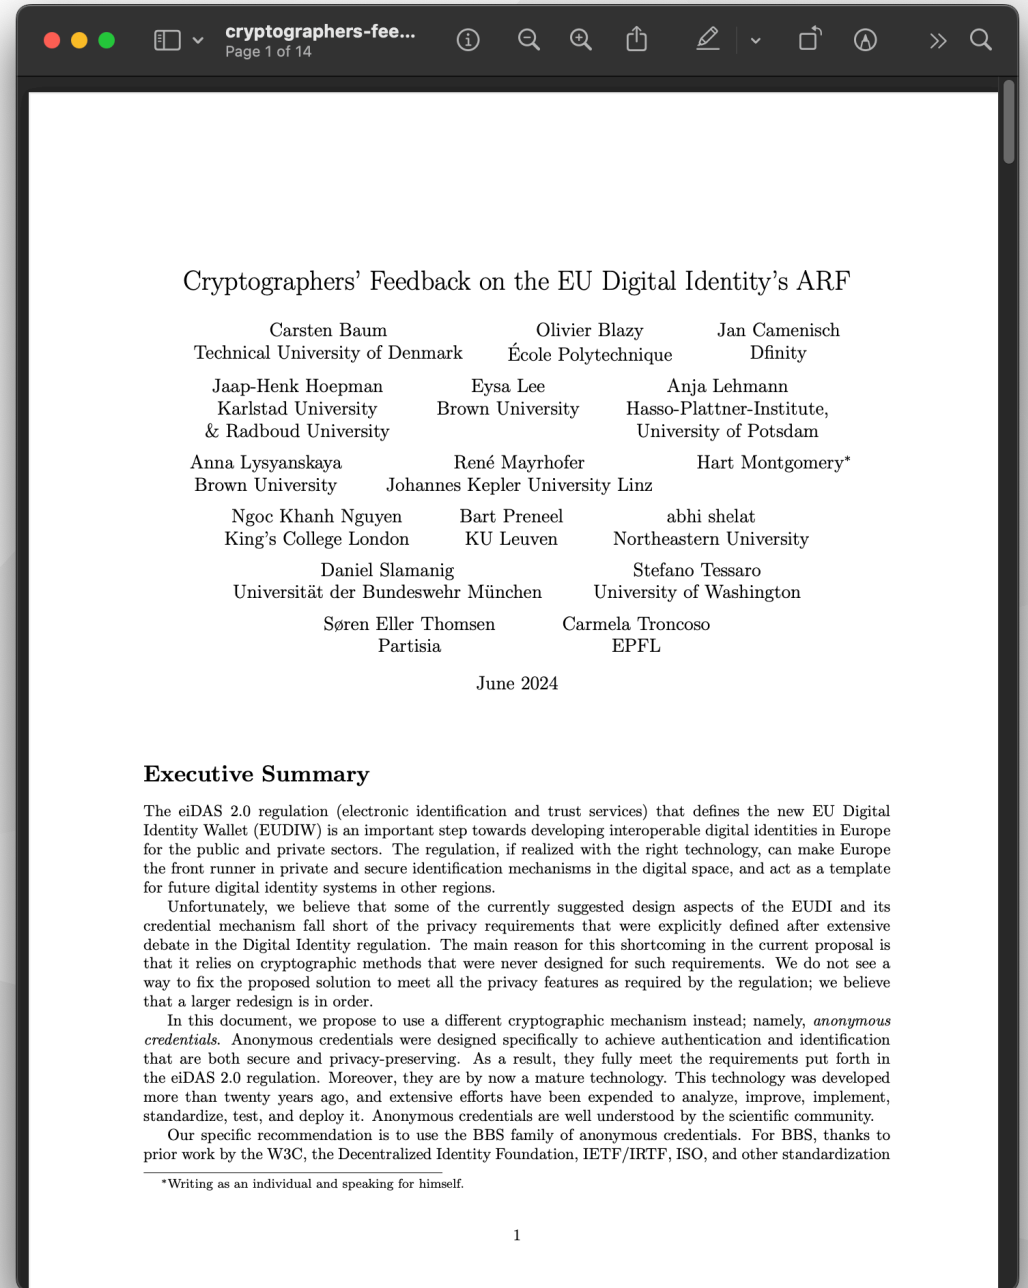 cryptographers-fee...
Page 1 of 14
Cryptographers' Feedback on the EU Digital Identity's ARF
Carsten Baum Olivier Blazy Jan Camenisch
Technical University of Denmark École Polytechnique Dfinity
Jaap-Henk Hoepman Eysa Lee Anja Lehmann
Karlstad University Brown University Hasso-Plattner-Institute,
& Radboud University University of Potsdam
Anna Lysyanskaya René Mayrhofer Hart Montgomery*
Brown University Johannes Kepler University Linz
Ngoc Khanh Nguyen Bart Preneel abhi shelat
King's College London KU Leuven Northeastern University
Daniel Slamanig Stefano Tessaro
Universität der Bundeswehr München University of Washington
Søren Eller Thomsen Carmela Troncoso
Partisia EPFL
June 2024
Executive Summary
The eiDAS 2.0 regulation (electronic identification and trust services) that defines the new EU Digital
Identity Wallet (EUDIW) is an important step towards developing interoperable digital identities in Europe
for the public and private sectors. The regulation, if realized with the right technology, can make Europe
the front runner in private and secure identification mechanisms in the digital space, and act as a template
for future digital identity systems in other regions.
Unfortunately, we believe that some of the currently suggested design aspects of the EUDI and its
credential mechanism fall short of the privacy requirements that were explicitly defined after extensive
debate in the Digital Identity regulation. The main reason for this shortcoming in the current proposal is
that it relies on cryptographic methods that were never designed for such requirements. We do not see a
way to fix the proposed solution to meet all the privacy features as required by the regulation; we believe
that a larger redesign is in order.
In this document, we propose to use a different cryptographic mechanism instead; namely, anonymous
credentials. Anonymous credentials were designed specifically to achieve authentication and identification
that are both secure and privacy-preserving. As a result, they fully meet the requirements put forth in
the eiDAS 2.0 regulation. Moreover, they are by now a mature technology. This technology was developed
more than twenty years ago, and extensive efforts have been expended to analyze, improve, implement,
standardize, test, and deploy it. Anonymous credentials are well understood by the scientific community.
Our specific recommendation is to use the BBS family of anonymous credentials. For BBS, thanks to
prior work by the W3C, the Decentralized Identity Foundation, IETF/IRTF, ISO, and other standardization
*Writing as an individual and speaking for himself.
1